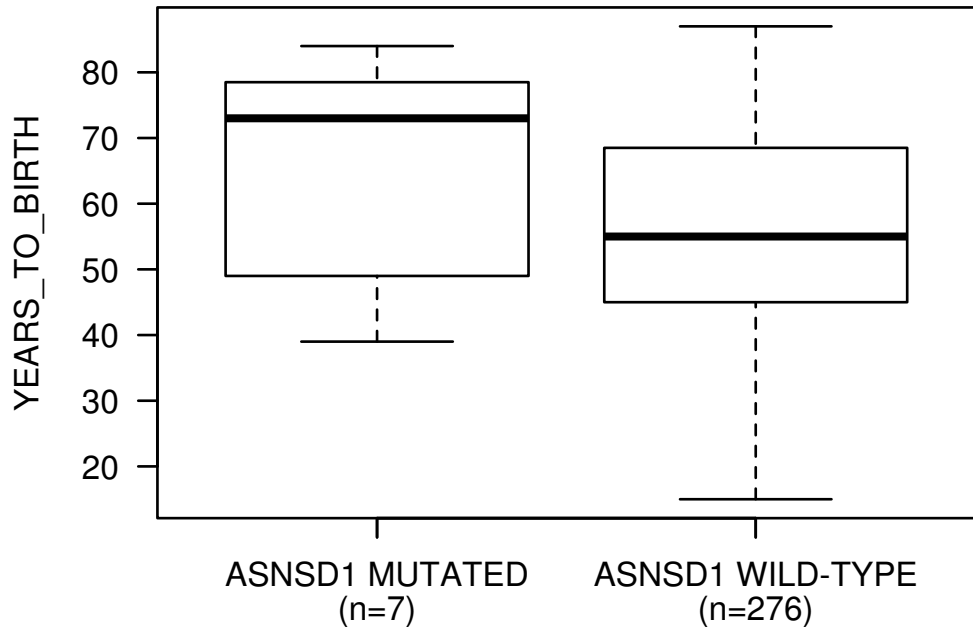 YEARS_TO_BIRTH
80
70
60
50
40
30
20
ASNSD1 MUTATED
(n=7)
ASNSD1 WILD-TYPE
(n=276)